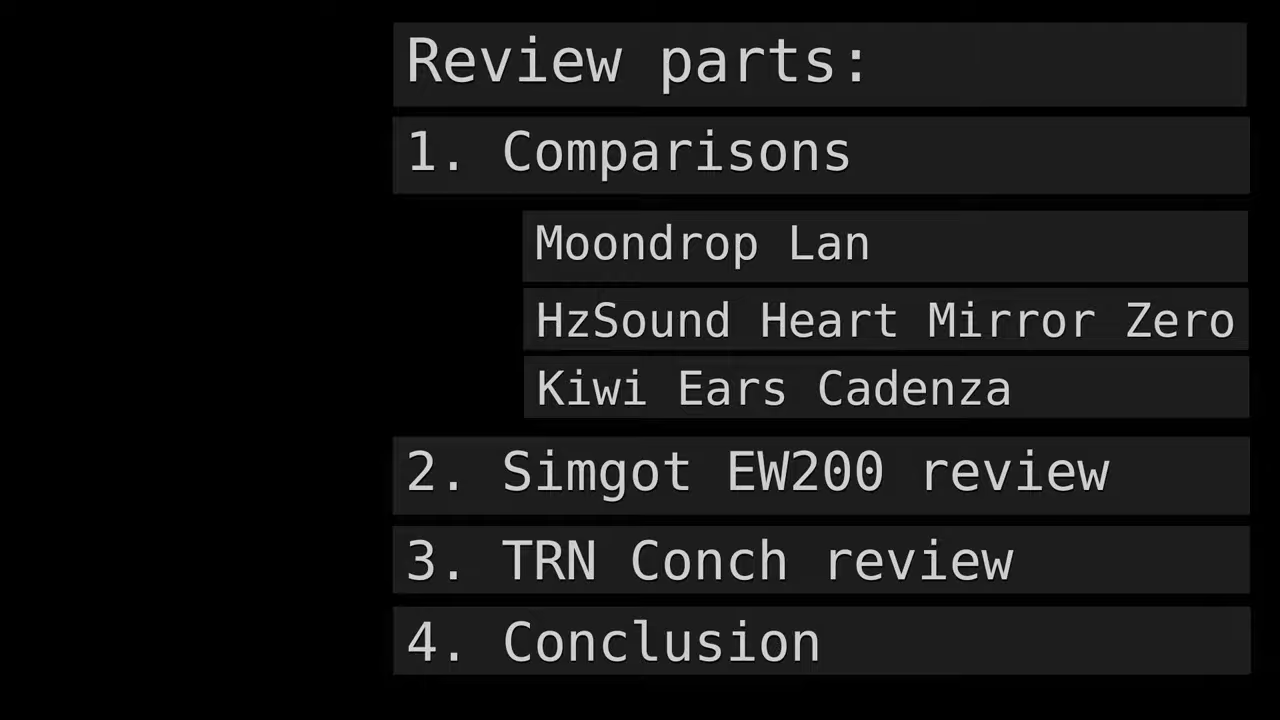 Review parts:
1. Comparisons
Moondrop Lan
HzSound Heart Mirror Zero
Kiwi Ears Cadenza
2. Simgot EW200 review
3. TRN Conch review
4. Conclusion